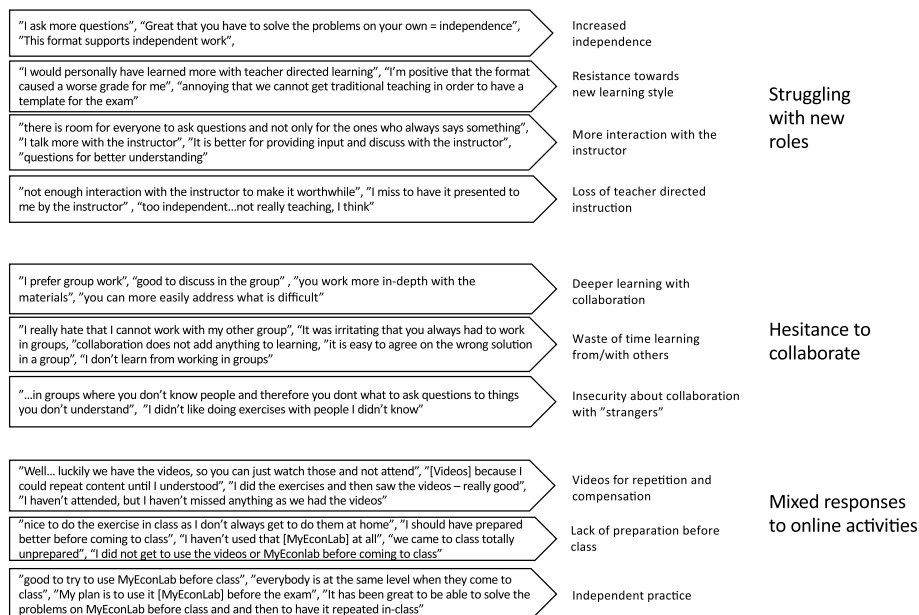 ”I ask more questions”, “Great that you have to solve the problems on your own = independence”,
”This format supports independent work”,
Increased
independence
”I would personally have learned more with teacher directed learning”, “I’m positive that the format
caused a worse grade for me”, “annoying that we cannot get traditional teaching in order to have a
template for the exam”
Resistance towards
new learning style
”there is room for everyone to ask questions and not only for the ones who always says something”,
”I talk more with the instructor”, ”It is better for providing input and discuss with the instructor”,
”questions for better understanding”
More interaction with the
instructor
”not enough interaction with the instructor to make it worthwhile”, ”I miss to have it presented to
me by the instructor” , “too independent...not really teaching, I think”
Loss of teacher directed
instruction
Struggling
with new
roles
”I prefer group work”, “good to discuss in the group” , ”you work more in-depth with the
materials”, ”you can more easily address what is difficult”
Deeper learning with
collaboration
”I really hate that I cannot work with my other group”, “It was irritating that you always had to work
in groups, ”collaboration does not add anything to learning, ”it is easy to agree on the wrong solution
in a group”, “I don’t learn from working in groups”
Waste of time learning
from/with others
”...in groups where you don’t know people and therefore you dont what to ask questions to things
you don’t understand”, ”I didn’t like doing exercises with people I didn’t know”
Insecurity about collaboration
with ”strangers”
Hesitance to
collaborate
”Well... luckily we have the videos, so you can just watch those and not attend”, ”[Videos] because I
could repeat content until I understood”, ”I did the exercises and then saw the videos – really good”,
”I haven’t attended, but I haven’t missed anything as we had the videos”
Videos for repetition and
compensation
”nice to do the exercise in class as I don’t always get to do them at home”, ”I should have prepared
better before coming to class”, “I haven’t used that [MyEconLab] at all”, “we came to class totally
unprepared”, “I did not get to use the videos or MyEconlab before coming to class”
Lack of preparation before
class
”good to try to use MyEconLab before class”, ”everybody is at the same level when they come to
class”, ”My plan is to use it [MyEconLab] before the exam”, ”It has been great to be able to solve the
problems on MyEconLab before class and and then to have it repeated in-class”
Independent practice
Mixed responses
to online activities